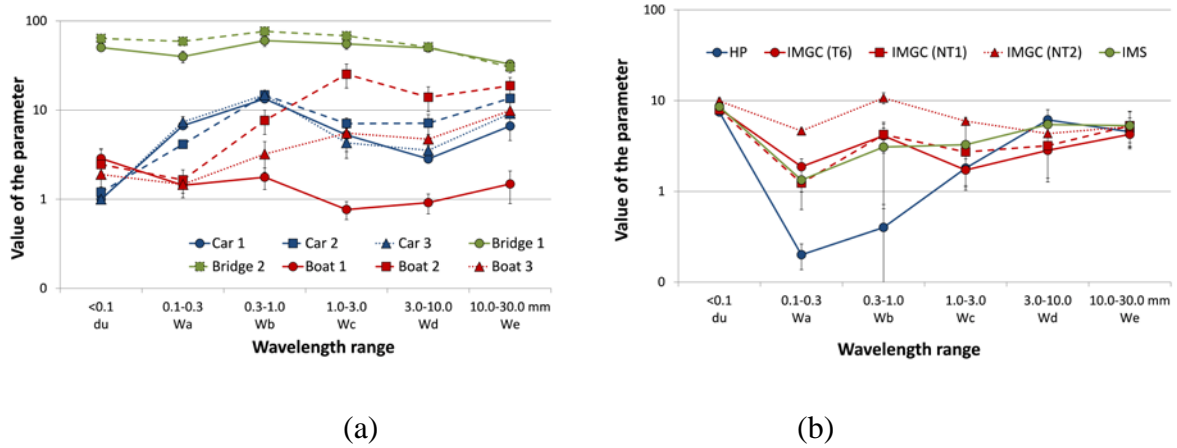 (a)
Value of the parameter
100
10
1
0
Car 1 Car 2 Car 3 Bridge 1
Bridge 2 Boat 1 Boat 2 Boat 3
<0.1 0.1-0.3 0.3-1.0 1.0-3.0 3.0-10.0 10.0-30.0 mm
du Wa Wb Wc Wd We
Wavelength range
(b)
Value of the parameter
100
10
1
0
HP IMGC (T6) IMGC (NT1) IMGC (NT2) IMS
<0.1 0.1-0.3 0.3-1.0 1.0-3.0 3.0-10.0 10.0-30.0 mm
du Wa Wb Wc Wd We
Wavelength range
(a)
(b)